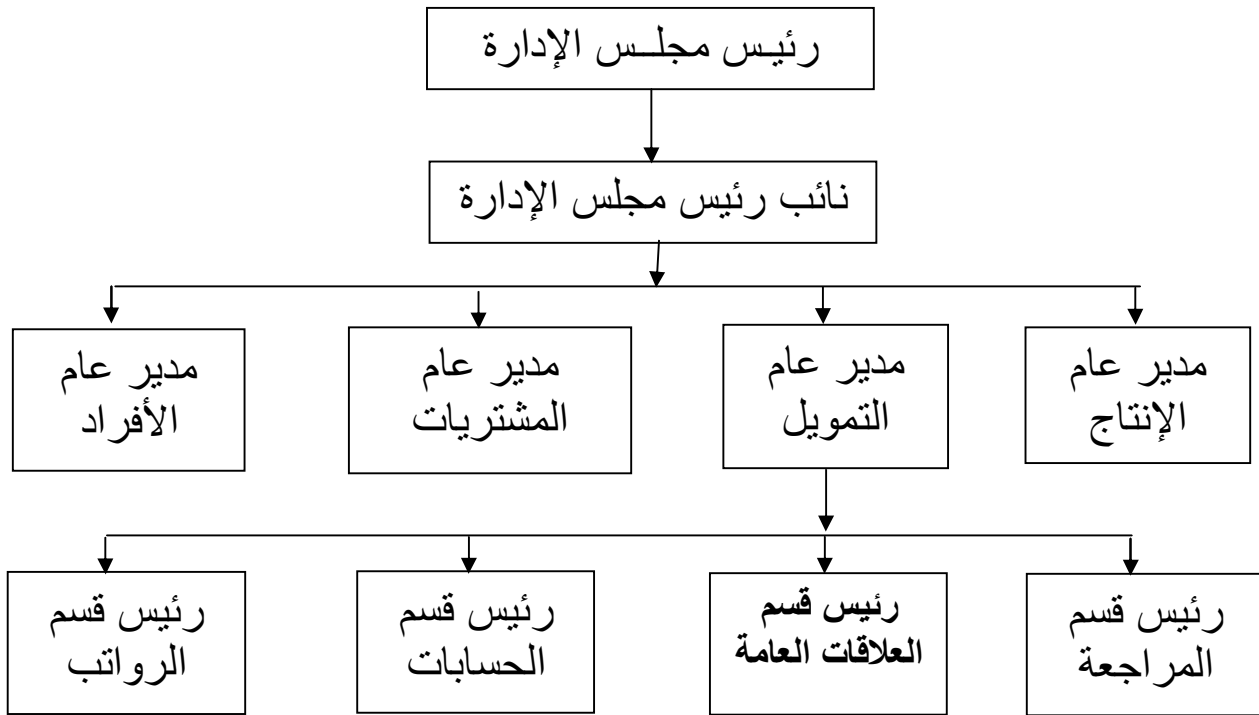 رئيس مجلس الإدارة
نائب رئيس مجلس الإدارة
مدير عام
الإنتاج
مدير عام
التمويل
مدير عام
المشتريات
مدير عام
الأفراد
رئيس قسم
المراجعة
رئيس قسم
العلاقات العامة
رئيس قسم
الحسابات
رئيس قسم
الرواتب